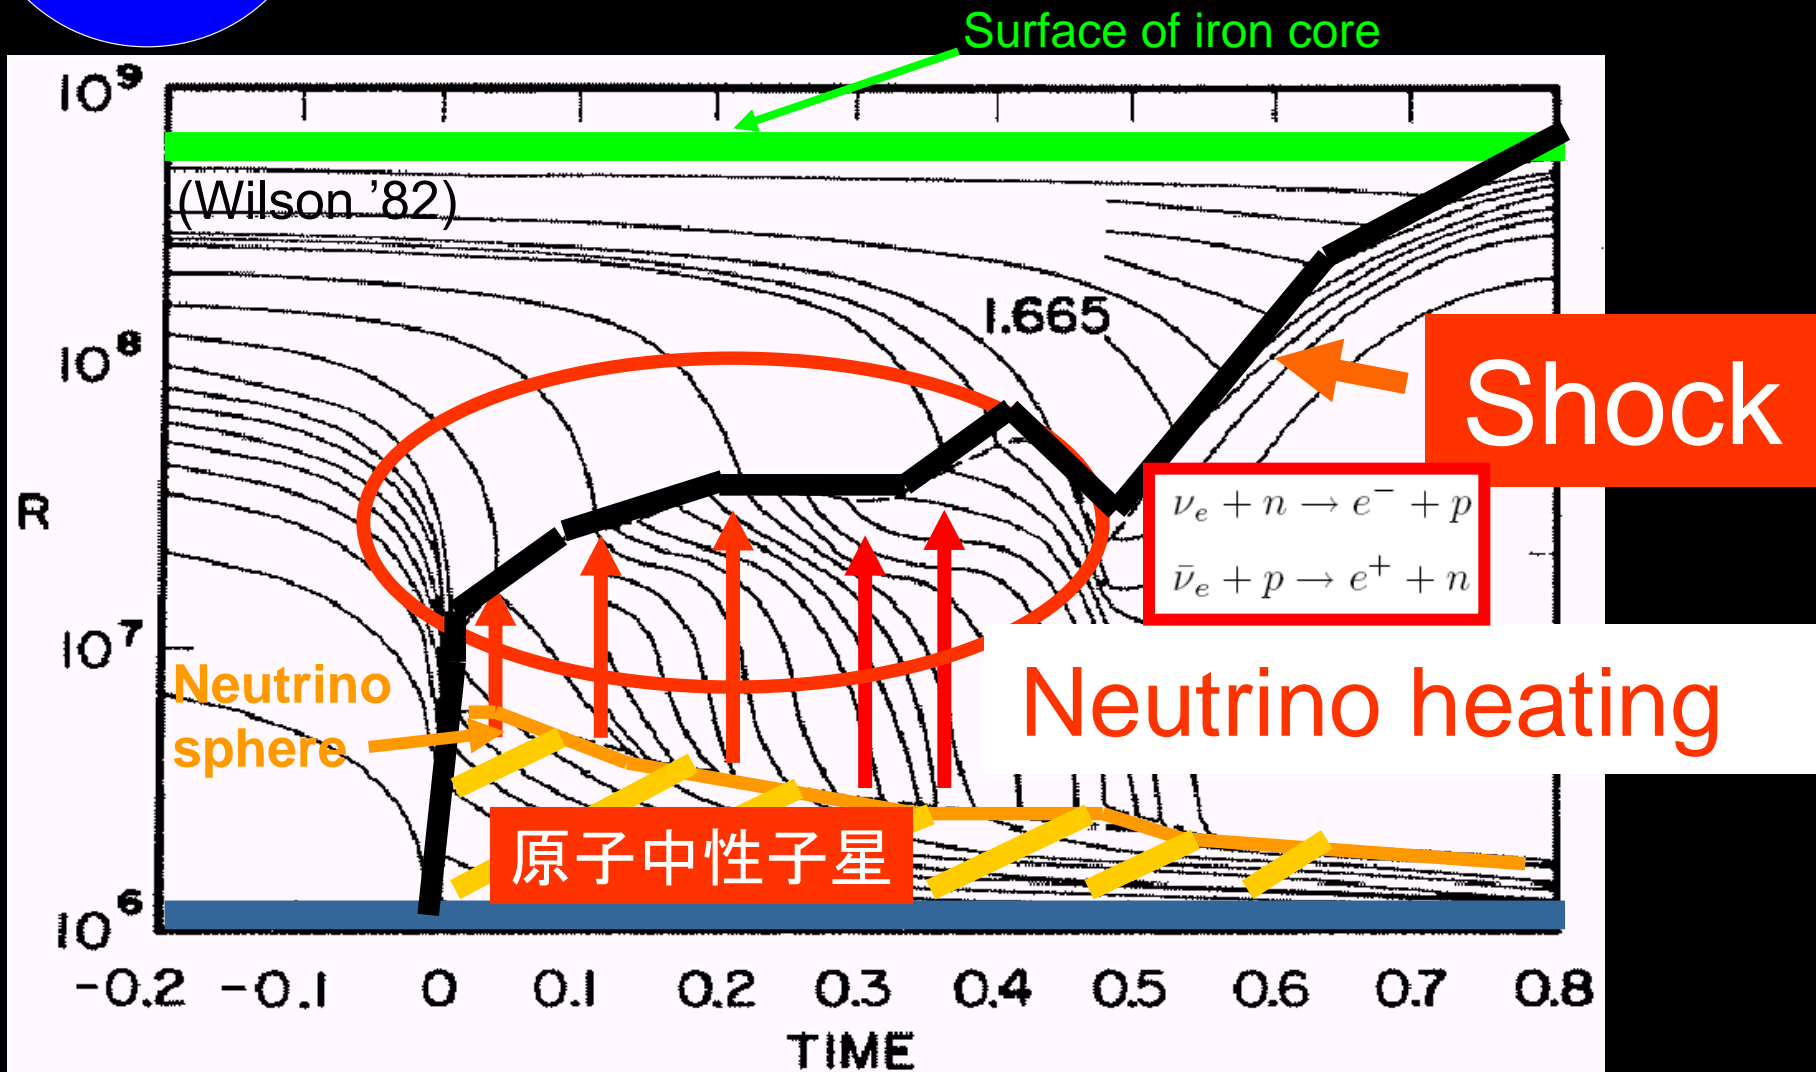 Surface of iron core
10⁹
(Wilson ’82)
1.665
10⁸
Shock
R
νₑ + n → e⁻ + p
ν̄ₑ + p → e⁺ + n
10⁷
Neutrino
sphere
Neutrino heating
原子中性子星
10⁶
-0.2 -0.1 0 0.1 0.2 0.3 0.4 0.5 0.6 0.7 0.8
TIME